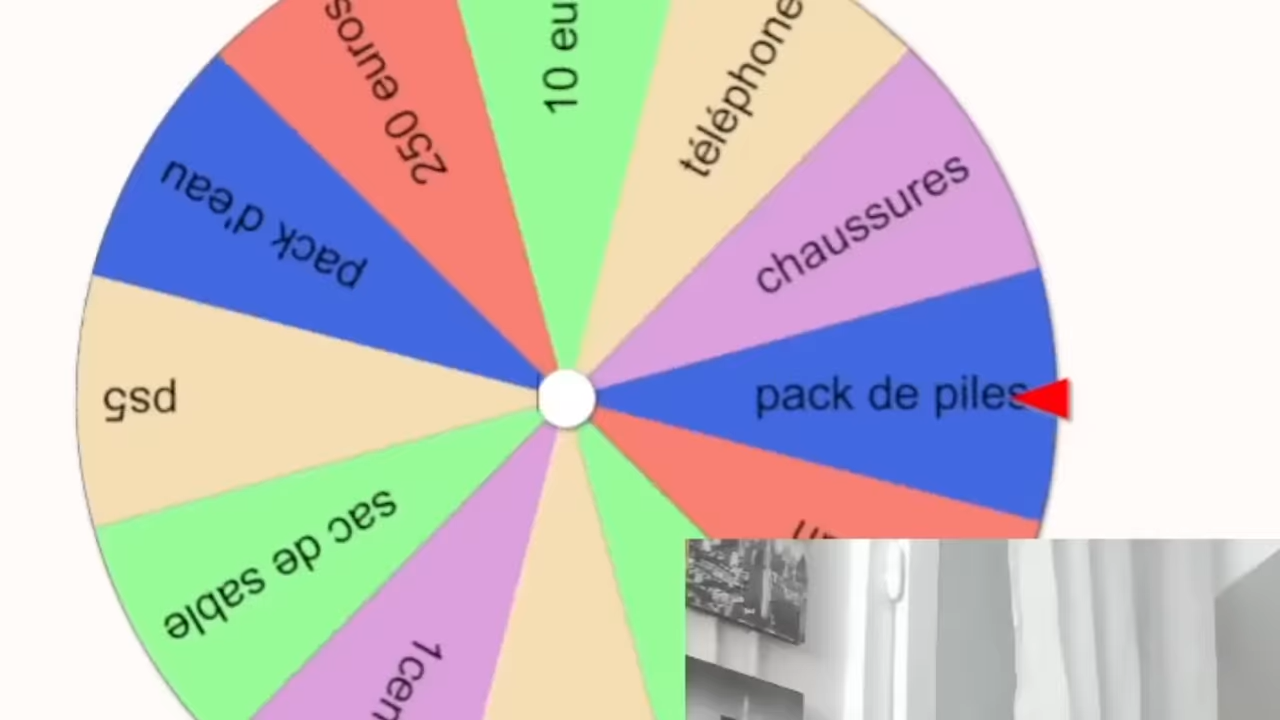 250 euros
10 eu
téléphone
chaussures
pack d'eau
pack de piles
ps5
sac de sable
1cen